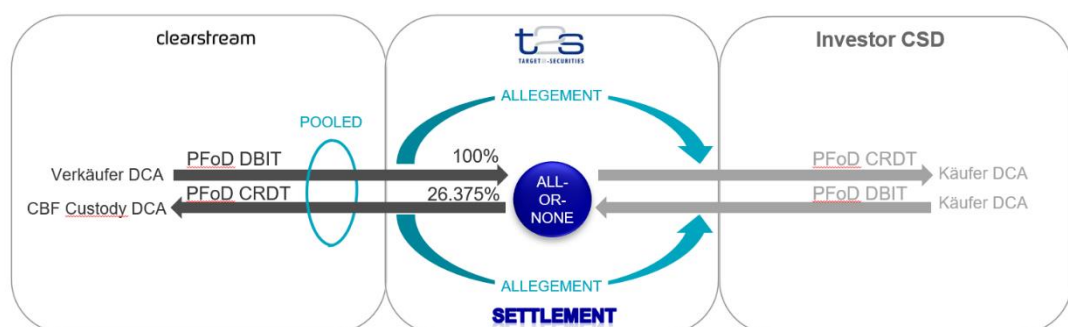 clearstream
t2s
TARGET2-SECURITIES
Investor CSD
ALLEGEMENT
POOLED
PFoD DBIT
100%
PFoD CRDT
Verkäufer DCA
Käufer DCA
PFoD CRDT
26.375%
ALL-
OR-
NONE
PFoD DBIT
CBF Custody DCA
Käufer DCA
ALLEGEMENT
SETTLEMENT